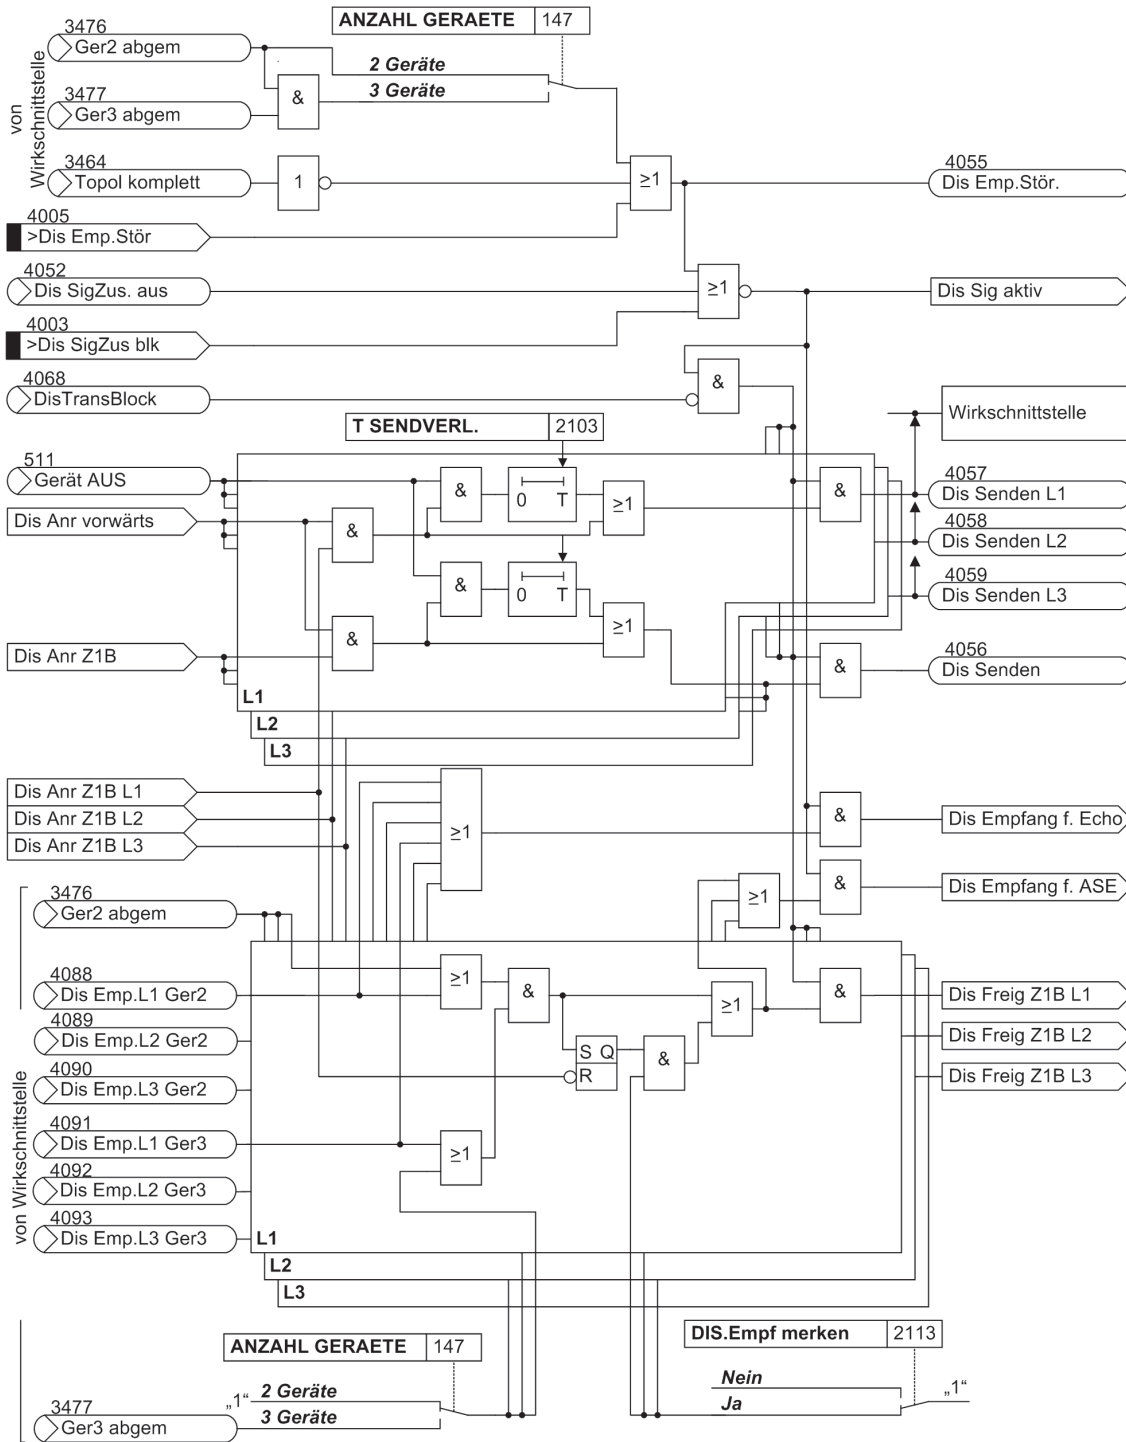 ANZAHL GERAETE 147
von Wirkschnittstelle
3476
Ger2 abgem
2 Geräte
3 Geräte
3477
Ger3 abgem
&
3464
Topol komplett
1
≥1
4055
Dis Emp.Stör.
4005
>Dis Emp.Stör
4052
Dis SigZus. aus
≥1
Dis Sig aktiv
4003
>Dis SigZus blk
4068
DisTransBlock
&
Wirkschnittstelle
T SENDVERL. 2103
511
Gerät AUS
&
0 T
≥1
&
4057
Dis Senden L1
Dis Anr vorwärts
&
4058
Dis Senden L2
&
0 T
4059
Dis Senden L3
≥1
&
Dis Anr Z1B
&
4056
Dis Senden
L1
L2
L3
Dis Anr Z1B L1
Dis Anr Z1B L2
Dis Anr Z1B L3
≥1
&
Dis Empfang f. Echo
≥1
&
Dis Empfang f. ASE
3476
Ger2 abgem
von Wirkschnittstelle
4088
Dis Emp.L1 Ger2
≥1
&
≥1
&
Dis Freig Z1B L1
4089
Dis Emp.L2 Ger2
Dis Freig Z1B L2
S Q
R
&
4090
Dis Emp.L3 Ger2
Dis Freig Z1B L3
4091
Dis Emp.L1 Ger3
≥1
4092
Dis Emp.L2 Ger3
4093
Dis Emp.L3 Ger3
L1
L2
L3
ANZAHL GERAETE 147
DIS.Empf merken 2113
„1“
2 Geräte
3 Geräte
Nein
Ja
„1“
3477
Ger3 abgem